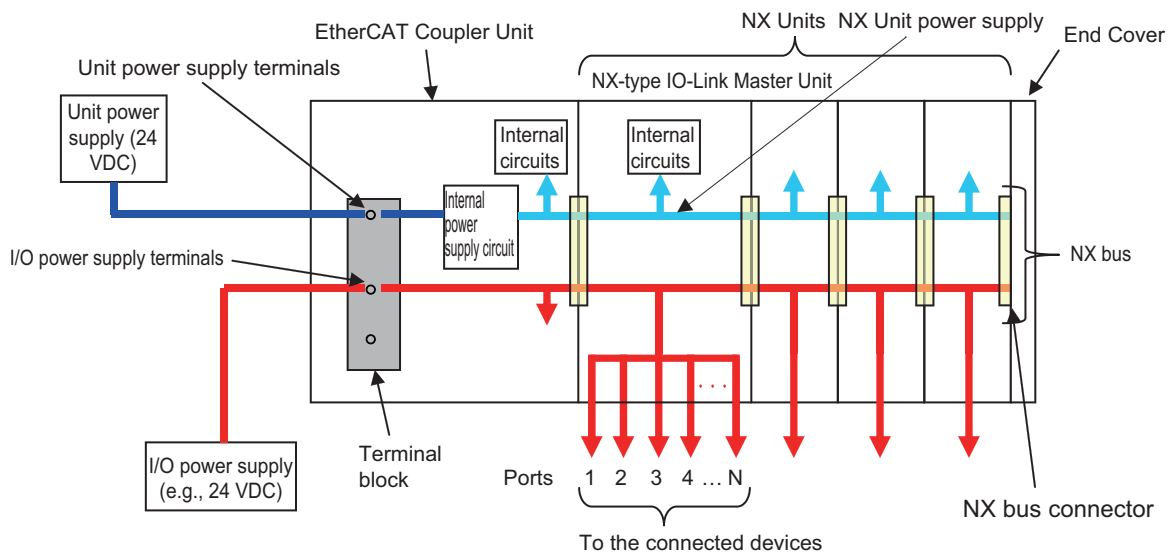 NX Units
NX Unit power supply
EtherCAT Coupler Unit
End Cover
Unit power supply terminals
NX-type IO-Link Master Unit
Unit power
supply (24
VDC)
Internal
circuits
Internal
circuits
Internal
power
supply circuit
I/O power supply terminals
NX bus
I/O power supply
(e.g., 24 VDC)
Terminal
block
Ports 1 2 3 4 ... N
NX bus connector
To the connected devices